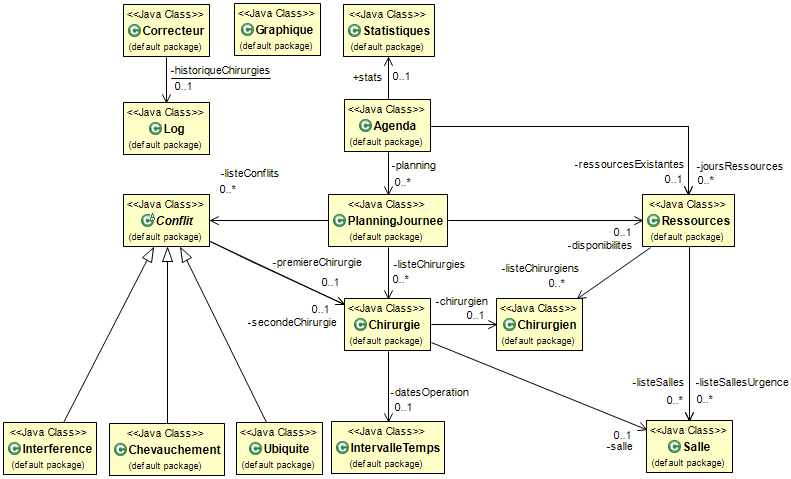 <<Java Class>>
Correcteur
(default package)
<<Java Class>>
Graphique
(default package)
<<Java Class>>
Statistiques
(default package)
-historiqueChirurgies
0..1
+stats
0..1
<<Java Class>>
Log
(default package)
<<Java Class>>
Agenda
(default package)
-listeConflits
0..*
-planning
0..*
-ressourcesExistantes
0..1
-joursRessources
0..*
<<Java Class>>
Conflit
(default package)
<<Java Class>>
PlanningJournee
(default package)
<<Java Class>>
Ressources
(default package)
0..1
-disponibilites
-premiereChirurgie
0..1
-listeChirurgies
0..*
-listeChirurgiens
0..*
0..1
-secondeChirurgie
<<Java Class>>
Chirurgie
(default package)
-chirurgien
0..1
<<Java Class>>
Chirurgien
(default package)
-datesOperation
0..1
-listeSalles
0..*
-listeSallesUrgence
0..*
0..1
-salle
<<Java Class>>
Interference
(default package)
<<Java Class>>
Chevauchement
(default package)
<<Java Class>>
Ubiquite
(default package)
<<Java Class>>
IntervalleTemps
(default package)
<<Java Class>>
Salle
(default package)